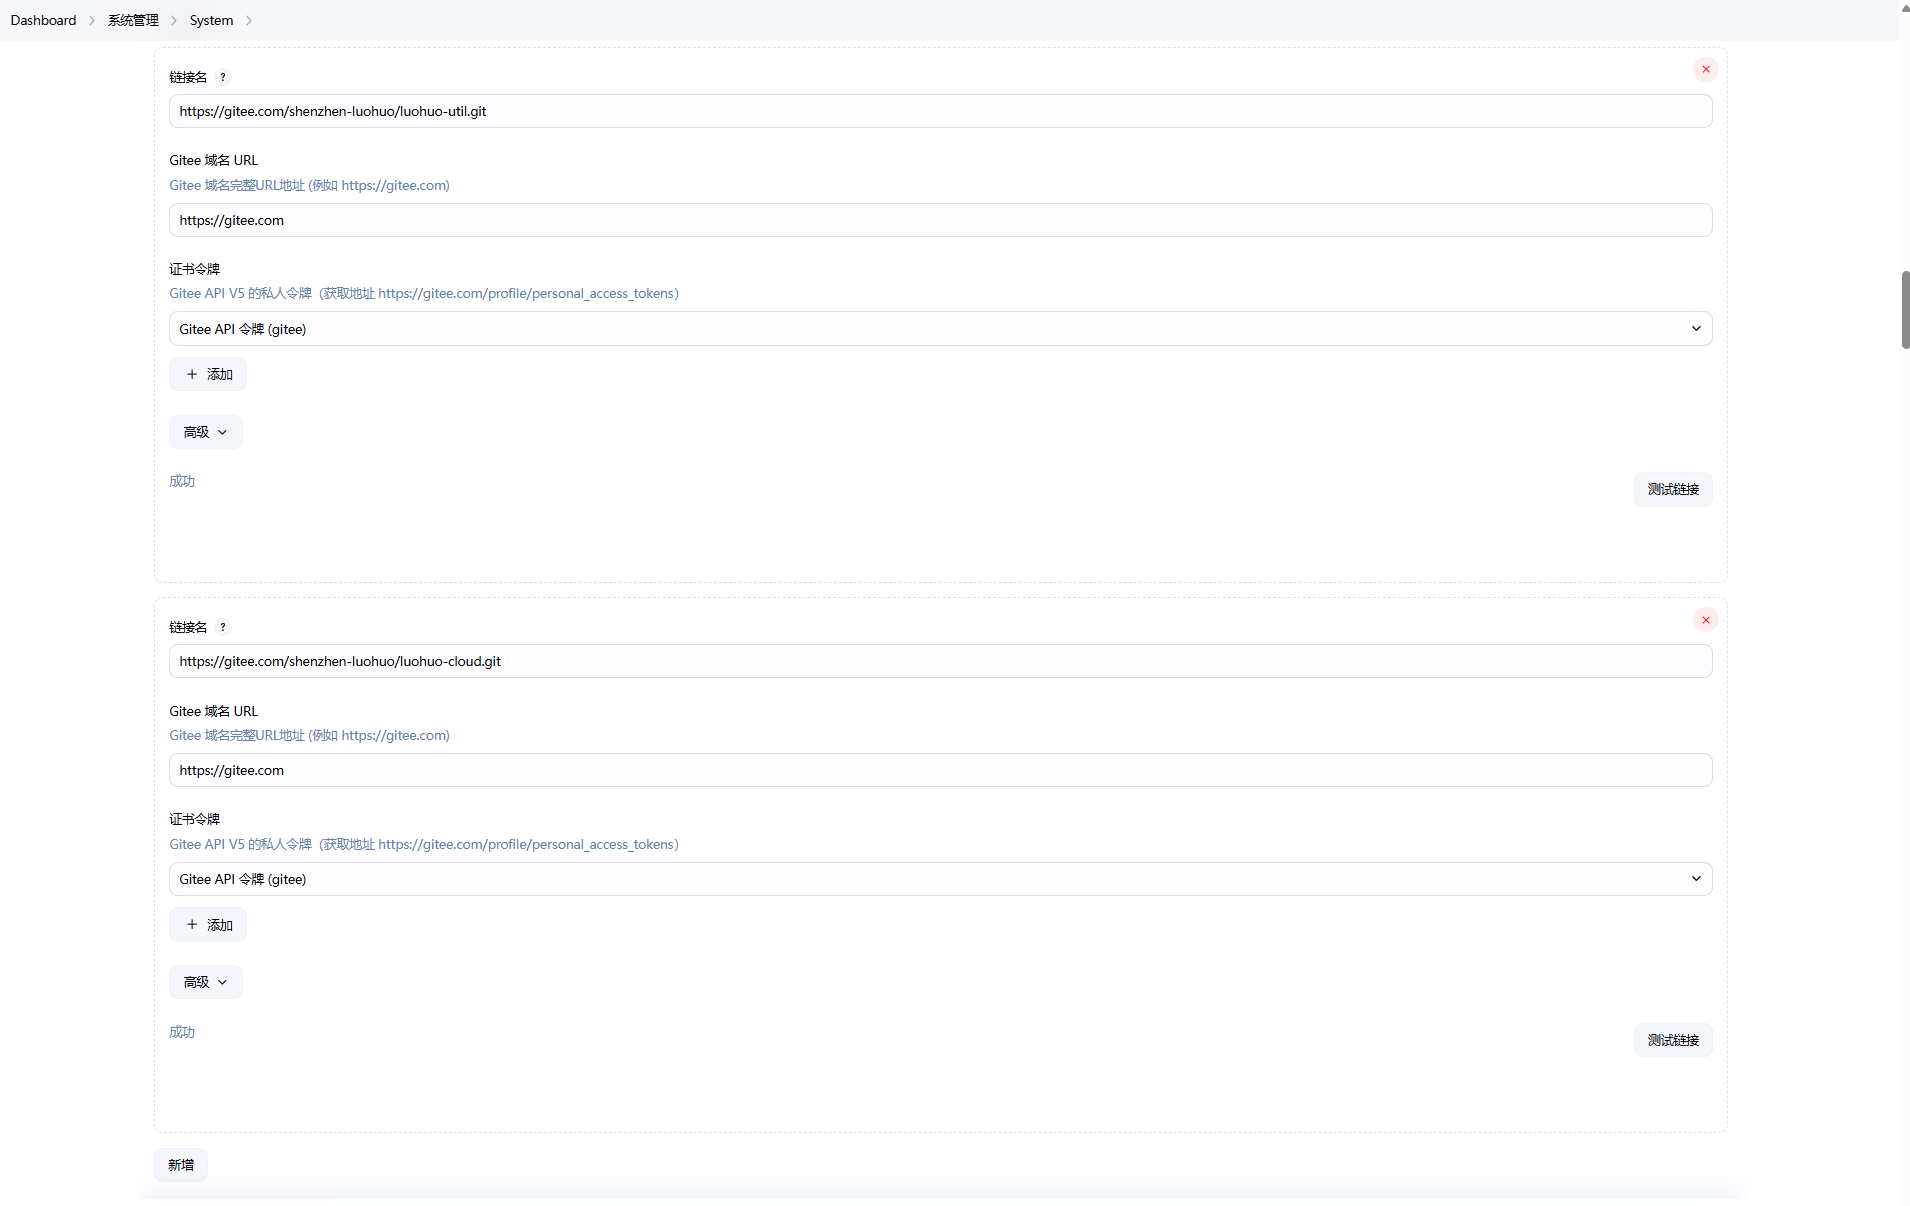 Dashboard > 系统管理 > System >
链接名 ?
https://gitee.com/shenzhen-luohuo/luohuo-util.git
Gitee 域名 URL
Gitee 域名完整URL地址 (例如 https://gitee.com)
https://gitee.com
证书令牌
Gitee API V5 的私人令牌（获取地址 https://gitee.com/profile/personal_access_tokens）
Gitee API 令牌 (gitee)
+ 添加
高级
成功
测试链接
链接名 ?
https://gitee.com/shenzhen-luohuo/luohuo-cloud.git
Gitee 域名 URL
Gitee 域名完整URL地址 (例如 https://gitee.com)
https://gitee.com
证书令牌
Gitee API V5 的私人令牌（获取地址 https://gitee.com/profile/personal_access_tokens）
Gitee API 令牌 (gitee)
+ 添加
高级
成功
测试链接
新增